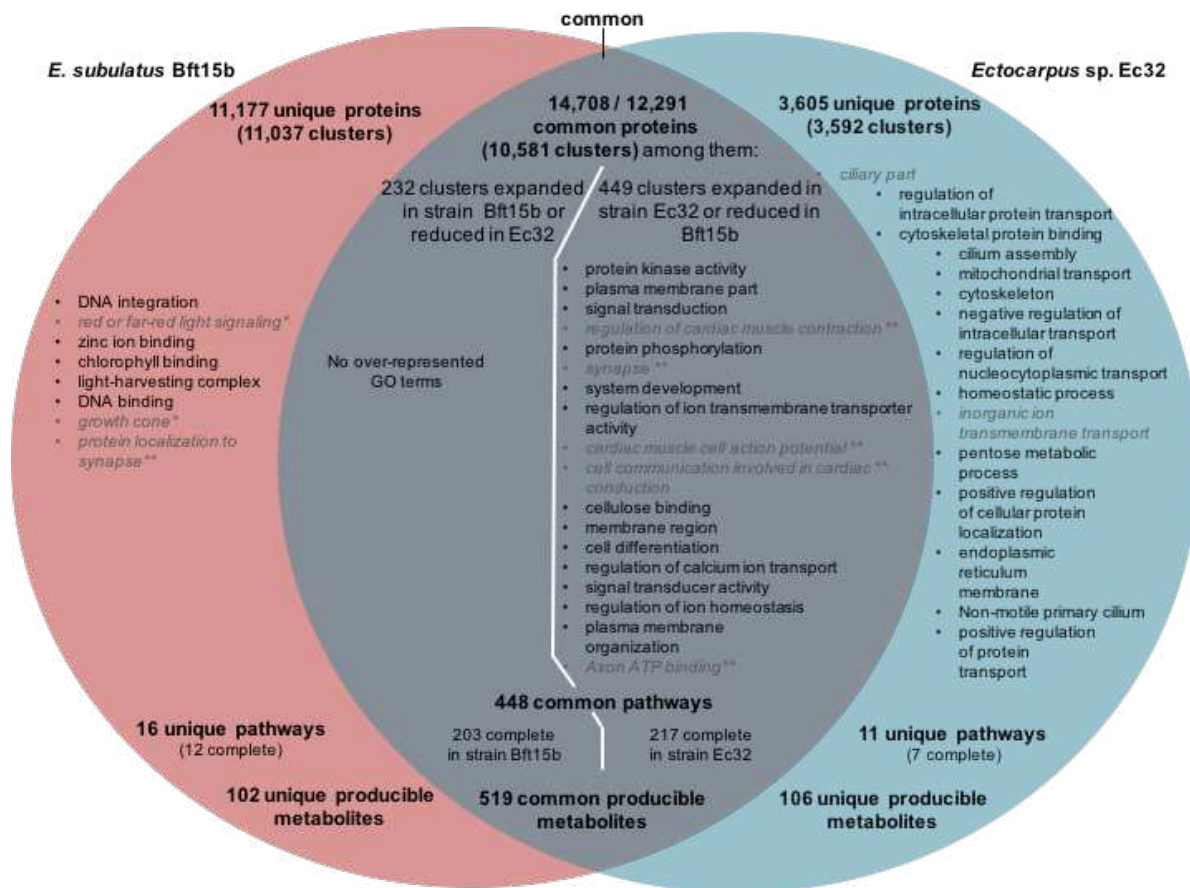 common
E. subulatus Bft15b
Ectocarpus sp. Ec32
11,177 unique proteins
(11,037 clusters)
14,708 / 12,291
common proteins
(10,581 clusters) among them:
3,605 unique proteins
(3,592 clusters)
232 clusters expanded
in strain Bft15b or
reduced in Ec32
449 clusters expanded in
strain Ec32 or reduced in
Bft15b
• DNA integration
• red or far-red light signaling*
• zinc ion binding
• chlorophyll binding
• light-harvesting complex
• DNA binding
• growth cone*
• protein localization to
synapse**
No over-represented
GO terms
• protein kinase activity
• plasma membrane part
• signal transduction
• regulation of cardiac muscle contraction **
• protein phosphorylation
• synapse **
• system development
• regulation of ion transmembrane transporter
activity
• cardiac muscle cell action potential **
• cell communication involved in cardiac **
conduction
• cellulose binding
• membrane region
• cell differentiation
• regulation of calcium ion transport
• signal transducer activity
• regulation of ion homeostasis
• plasma membrane
organization
• Axon ATP binding**
• ciliary part
• regulation of
intracellular protein transport
• cytoskeletal protein binding
• cilium assembly
• mitochondrial transport
• cytoskeleton
• negative regulation of
intracellular transport
• regulation of
nucleocytoplasmic transport
• homeostatic process
• inorganic ion
transmembrane transport
• pentose metabolic
process
• positive regulation
of cellular protein
localization
• endoplasmic
reticulum
membrane
• Non-motile primary cilium
• positive regulation
of protein
transport
16 unique pathways
(12 complete)
448 common pathways
203 complete
in strain Bft15b
217 complete
in strain Ec32
11 unique pathways
(7 complete)
102 unique producible
metabolites
519 common producible
metabolites
106 unique producible
metabolites